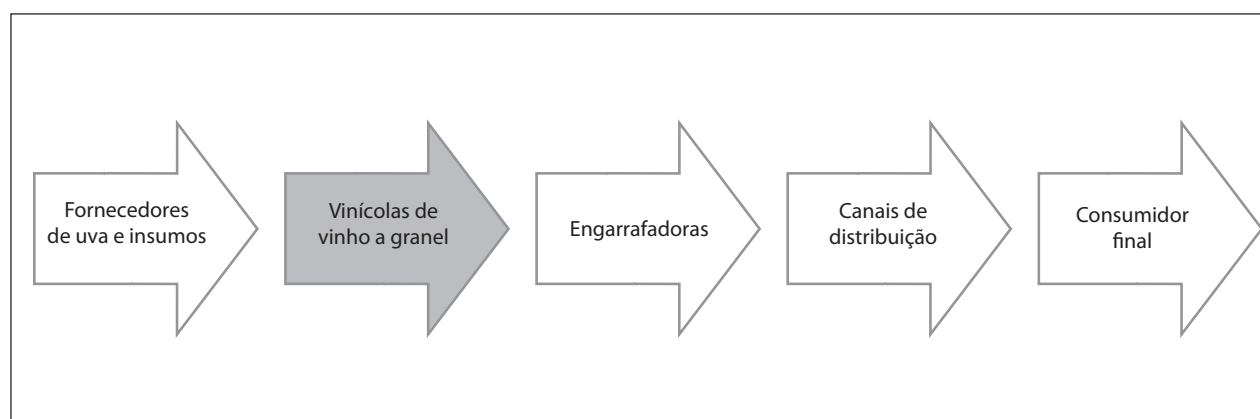 Fornecedores
de uva e insumos
Vinícolas de
vinho a granel
Engarrafadoras
Canais de
distribuição
Consumidor
final